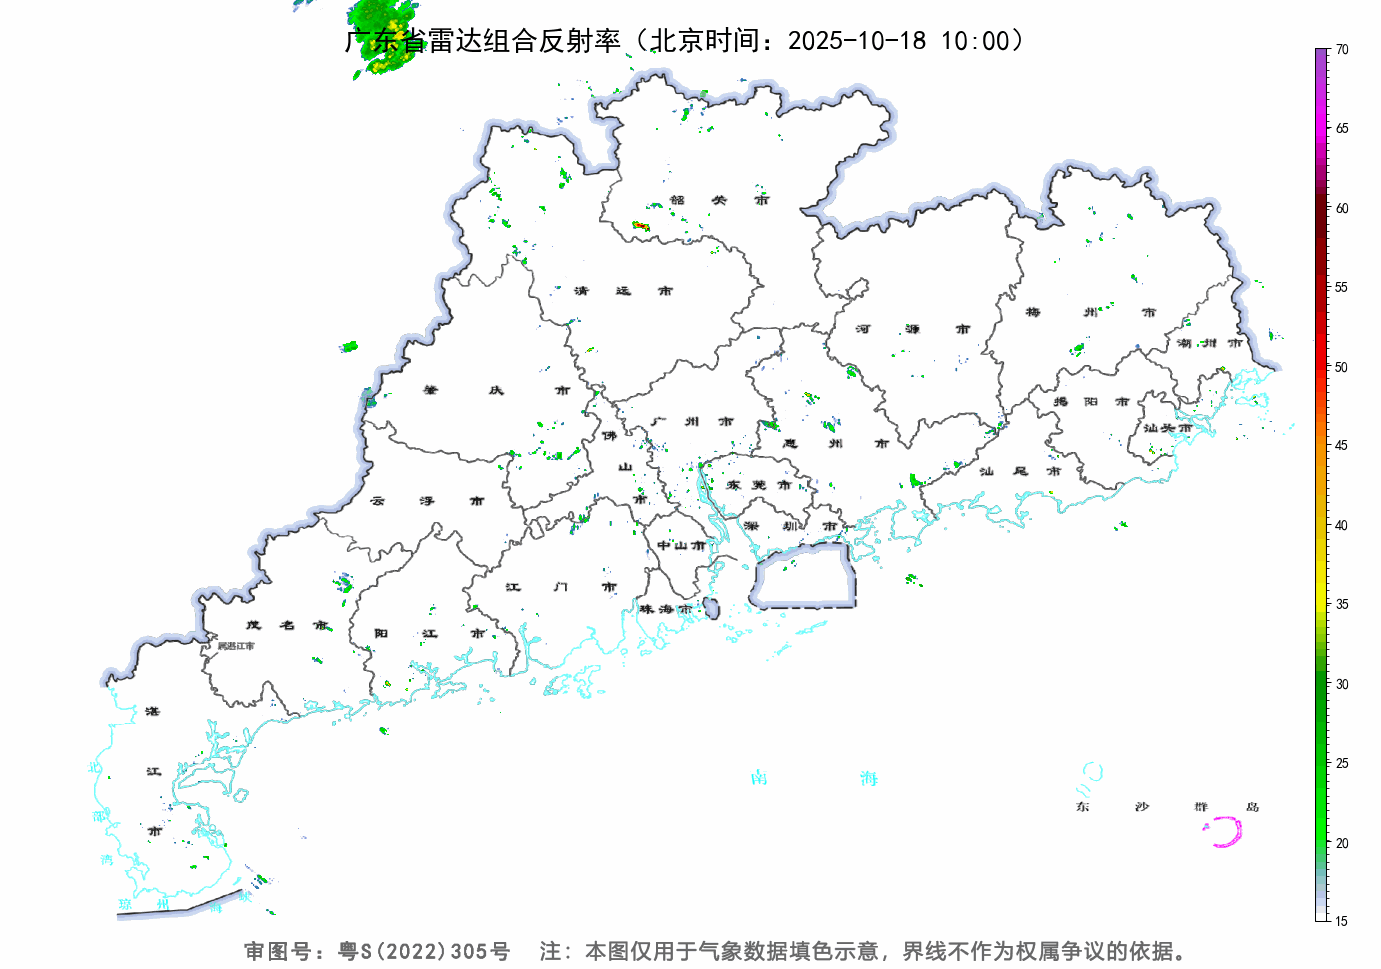 广东省雷达组合反射率（北京时间：2025-10-18 10:00）
70
65
60
55
50
45
40
35
30
25
20
15
韶关市
清远市
河源市
梅州市
潮州市
肇庆市
揭阳市
汕头市
广州市
佛山市
惠州市
云浮市
东莞市
汕尾市
深圳市
中山市
江门市
珠海市
茂名市
阳江市
属湛江市
湛江市
北部湾
琼州海峡
南海
东沙群岛
审图号：粤S(2022)305号 注：本图仅用于气象数据填色示意，界线不作为权属争议的依据。